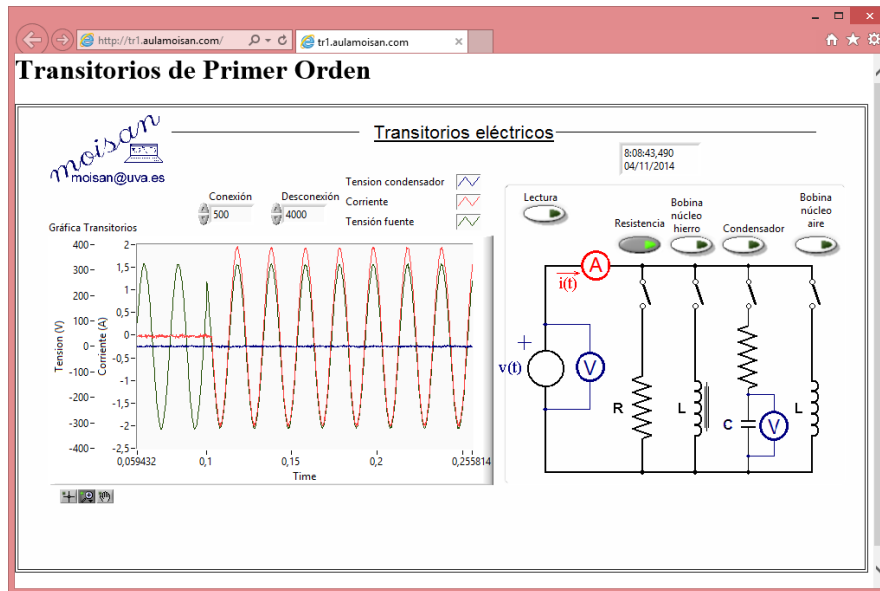 http://tr1.aulamoisan.com/
tr1.aulamoisan.com
Transitorios de Primer Orden
moisan
moisan@uva.es
Transitorios eléctricos
8:08:43,490
04/11/2014
Conexión
500
Desconexión
4000
Tension condensador
Corriente
Tensión fuente
Gráfica Transitorios
Tension (V)
400
300
200
100
0
-100
-200
-300
-400
Corriente (A)
2
1,5
1
0,5
0
-0,5
-1
-1,5
-2
-2,5
0,059432
0,1
0,15
0,2
0,255814
Time
Lectura
Resistencia
Bobina
núcleo
hierro
Condensador
Bobina
núcleo
aire
A
i(t)
+
v(t)
V
R
L
C
V
L